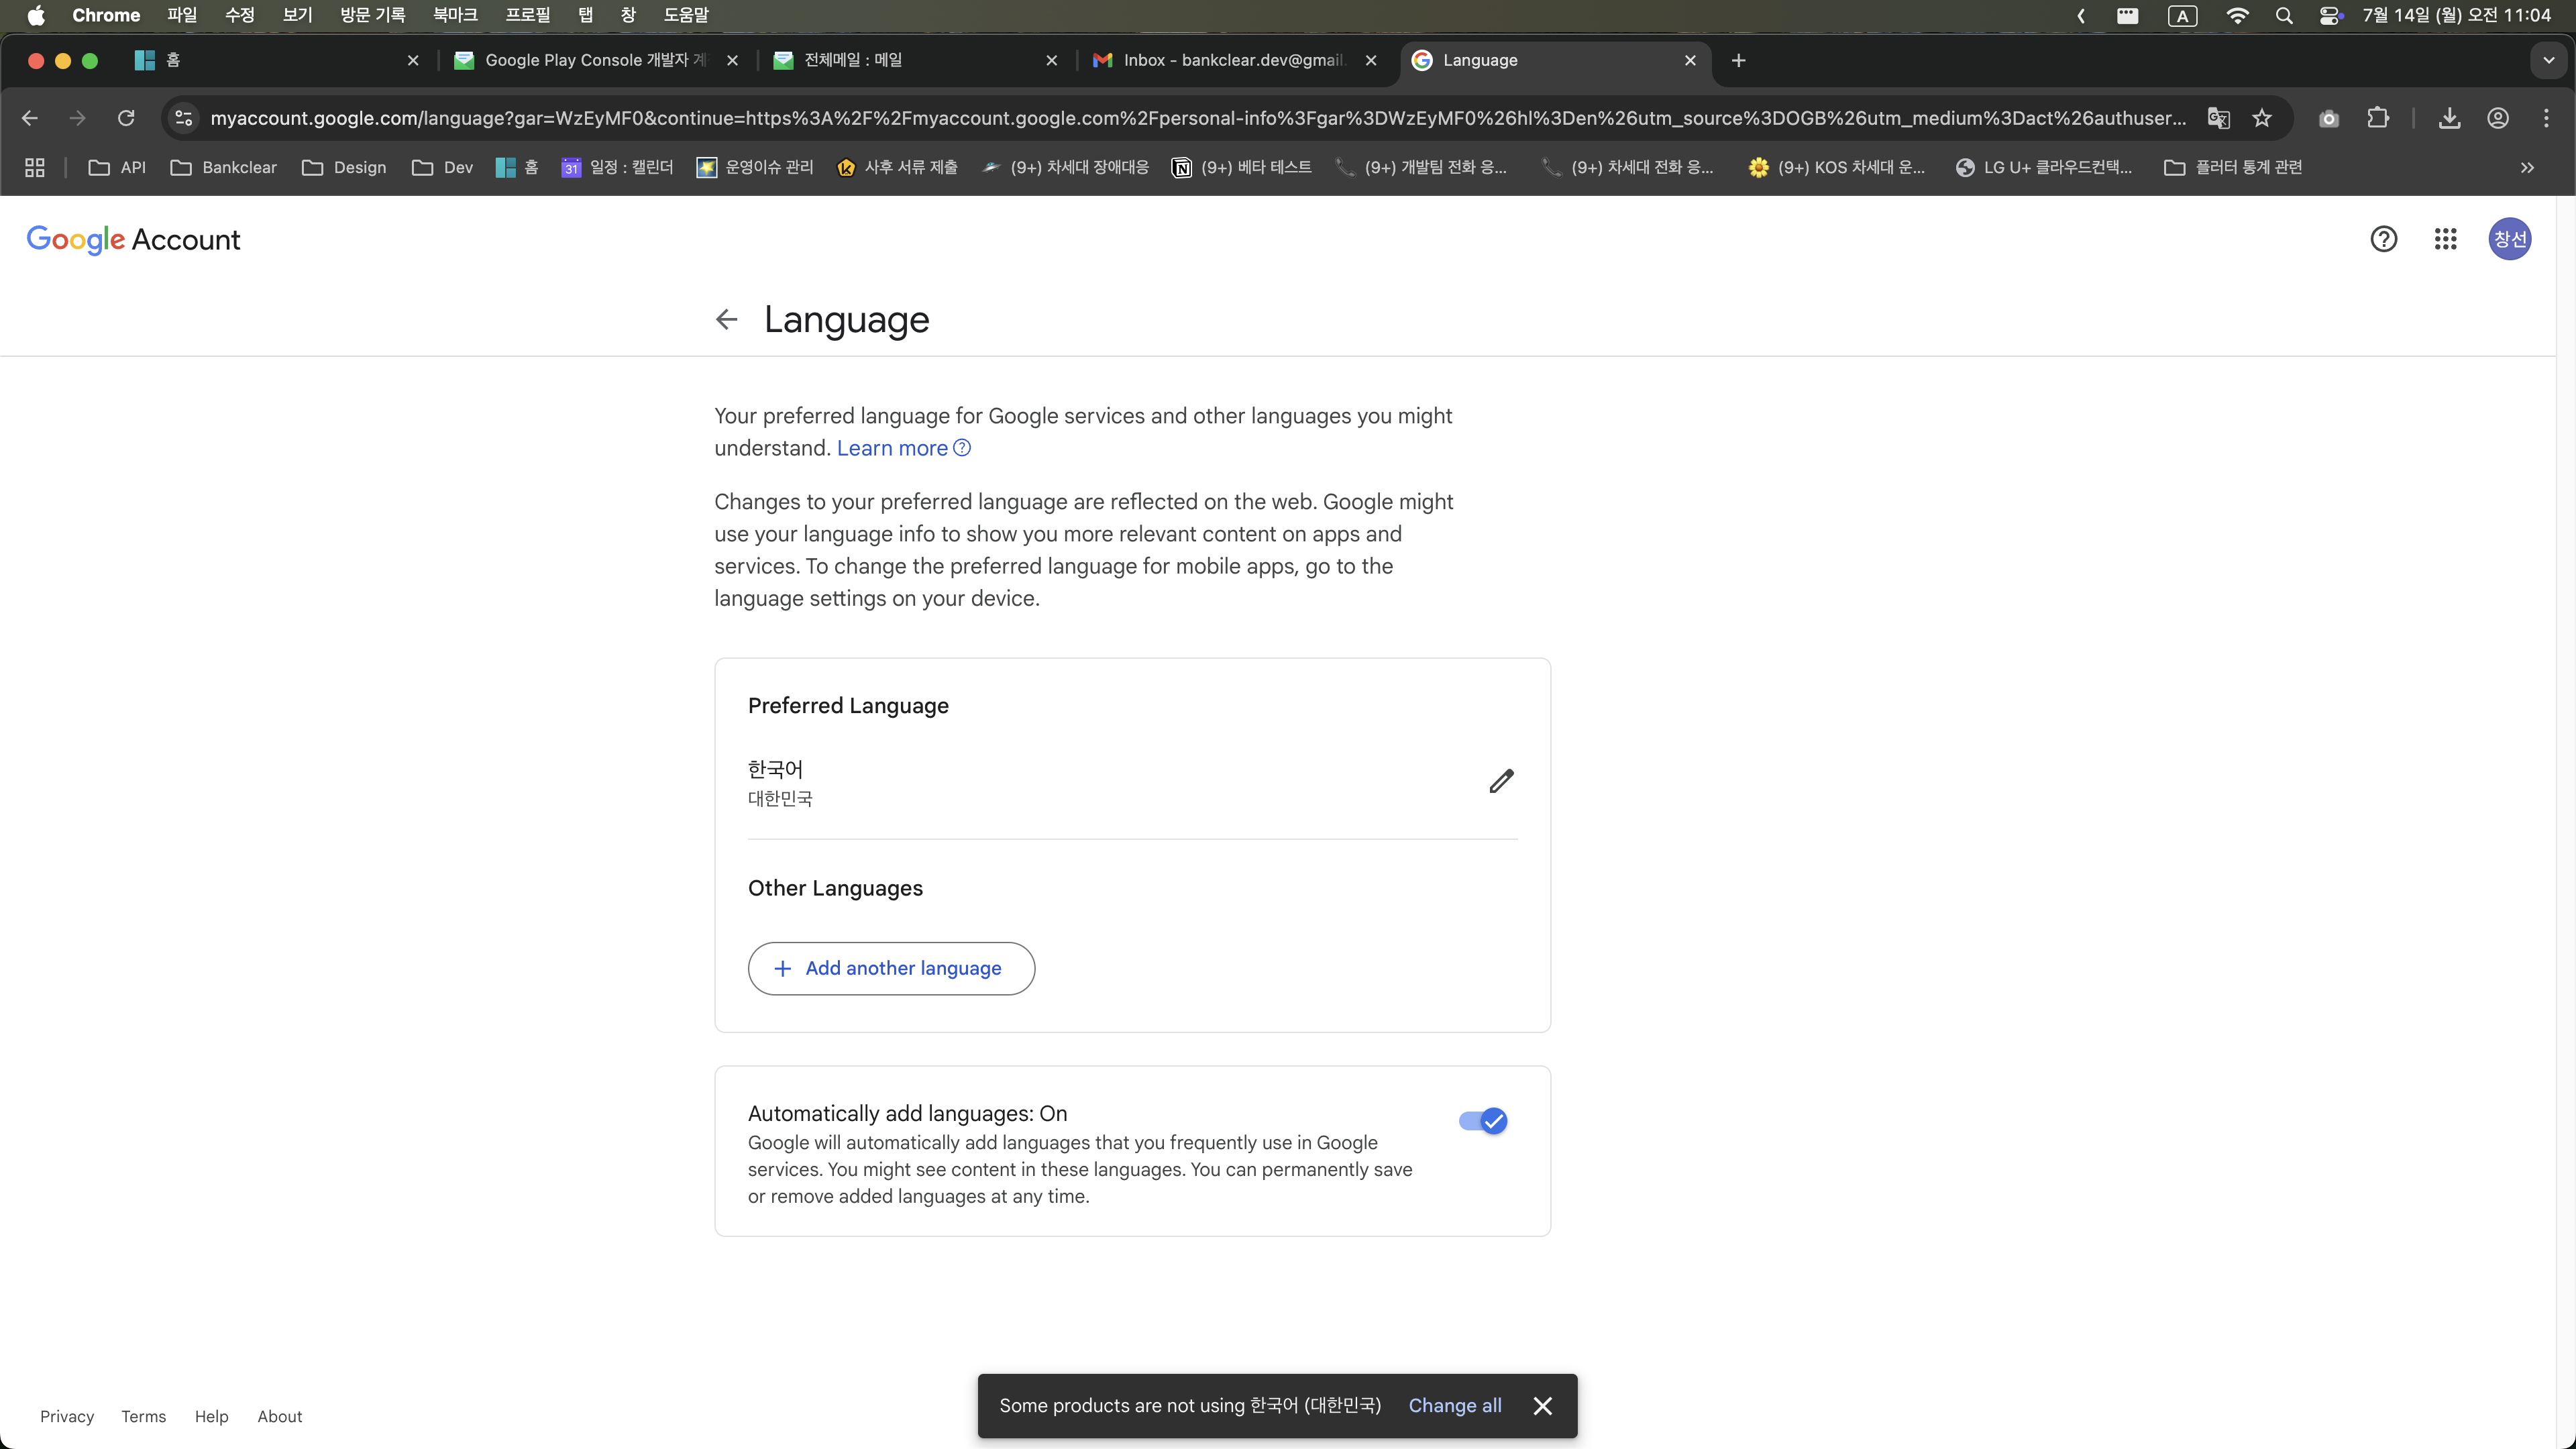 Chrome 파일 수정 보기 방문 기록 북마크 프로필 탭 창 도움말 A 7월 14일 (월) 오전 11:04
홈 Google Play Console 개발자 계 전체메일 : 메일 Inbox - bankclear.dev@gmail. Language
myaccount.google.com/language?gar=WzEyMF0&continue=https%3A%2F%2Fmyaccount.google.com%2Fpersonal-info%3Fgar%3DWzEyMF0%26hl%3Den%26utm_source%3DOGB%26utm_medium%3Dact%26authuser...
API Bankclear Design Dev 홈 31 일정 : 캘린더 운영이슈 관리 사후 서류 제출 (9+) 차세대 장애대응 (9+) 베타 테스트 (9+) 개발팀 전화 응... (9+) 차세대 전화 응... (9+) KOS 차세대 운... LG U+ 클라우드컨택... 플러터 통계 관련
Google Account 창선
Language
Your preferred language for Google services and other languages you might
understand. Learn more
Changes to your preferred language are reflected on the web. Google might
use your language info to show you more relevant content on apps and
services. To change the preferred language for mobile apps, go to the
language settings on your device.
Preferred Language
한국어
대한민국
Other Languages
Add another language
Automatically add languages: On
Google will automatically add languages that you frequently use in Google
services. You might see content in these languages. You can permanently save
or remove added languages at any time.
Some products are not using 한국어 (대한민국) Change all
Privacy Terms Help About